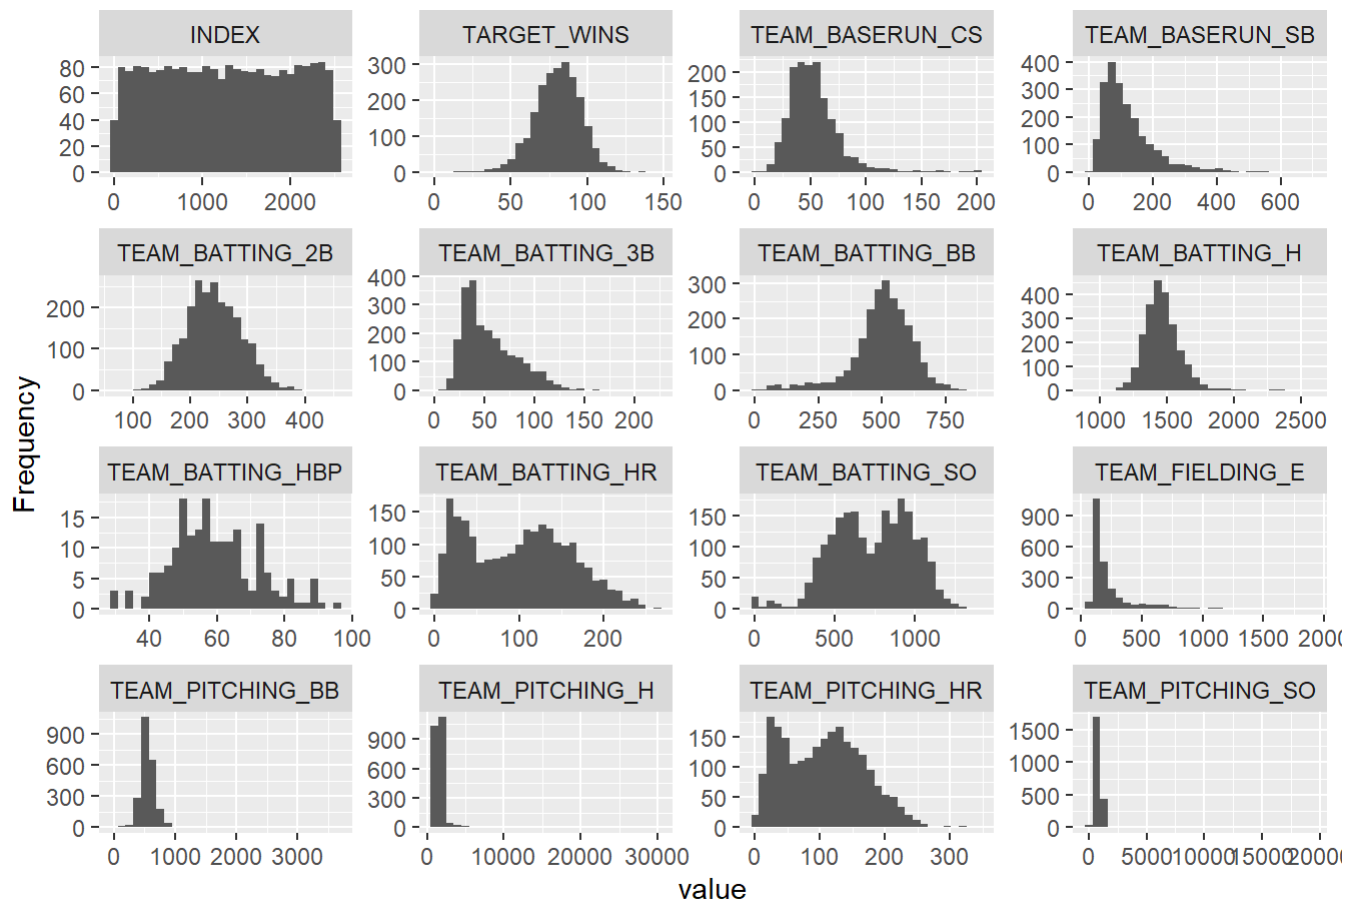 INDEX TARGET_WINS TEAM_BASERUN_CS TEAM_BASERUN_SB
80 60 40 20 0
300 200 100 0
200 150 100 50 0
400 300 200 100 0
0 1000 2000
0 50 100 150
0 50 100 150 200
0 200 400 600
TEAM_BATTING_2B TEAM_BATTING_3B TEAM_BATTING_BB TEAM_BATTING_H
200 100 0
400 300 200 100 0
300 200 100 0
400 300 200 100 0
100 200 300 400
0 50 100 150 200
0 250 500 750
1000 1500 2000 2500
Frequency
TEAM_BATTING_HBP TEAM_BATTING_HR TEAM_BATTING_SO TEAM_FIELDING_E
15 10 5 0
150 100 50 0
150 100 50 0
900 600 300 0
40 60 80 100
0 100 200
0 500 1000
0 500 1000 1500 200
TEAM_PITCHING_BB TEAM_PITCHING_H TEAM_PITCHING_HR TEAM_PITCHING_SO
900 600 300 0
900 600 300 0
150 100 50 0
1500 1000 500 0
0 1000 2000 3000
0 10000 20000 30000
0 100 200 300
0 5000 10000 15000 2000
value